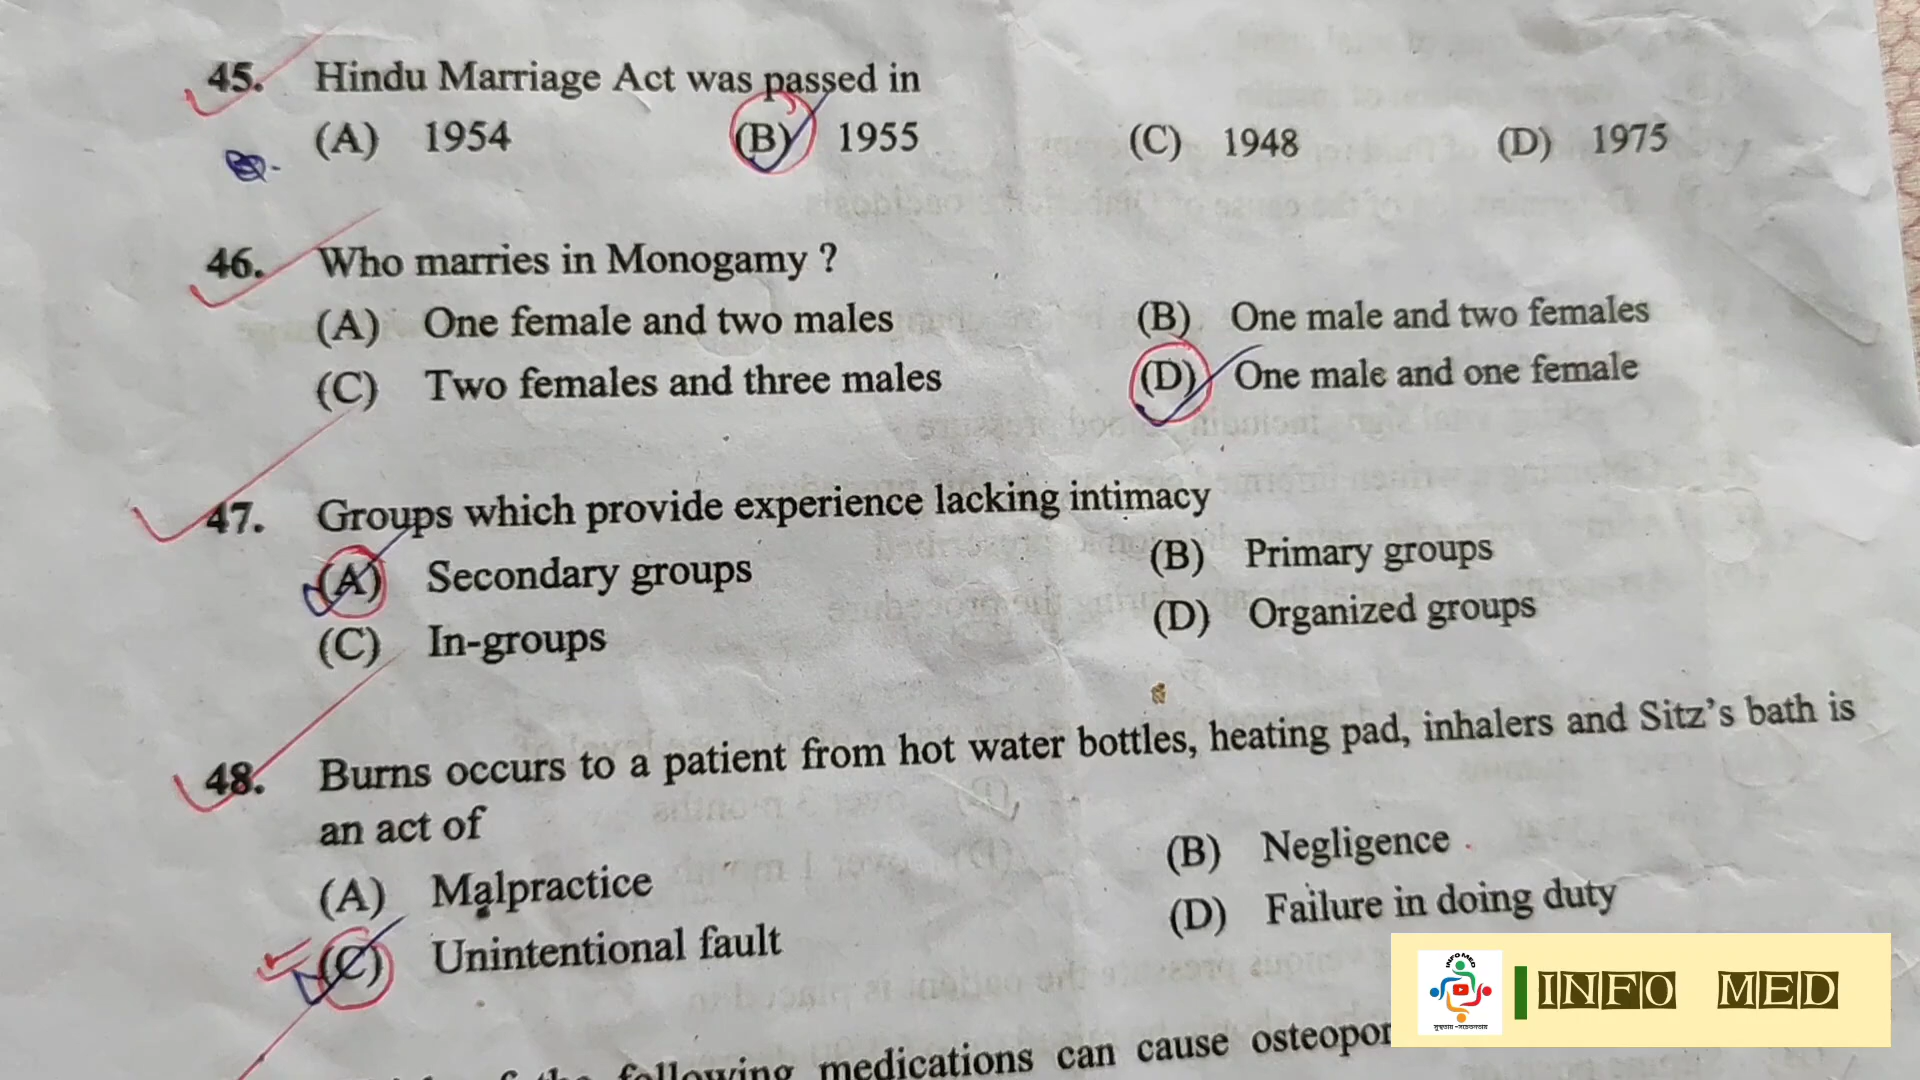 45. Hindu Marriage Act was passed in
(A) 1954 (B) 1955 (C) 1948 (D) 1975
46. Who marries in Monogamy ?
(A) One female and two males (B) One male and two females
(C) Two females and three males (D) One male and one female
47. Groups which provide experience lacking intimacy
(A) Secondary groups (B) Primary groups
(C) In-groups (D) Organized groups
48. Burns occurs to a patient from hot water bottles, heating pad, inhalers and Sitz's bath is
an act of
(A) Malpractice (B) Negligence
(C) Unintentional fault (D) Failure in doing duty
following medications can cause
INFO MED
INFO MED